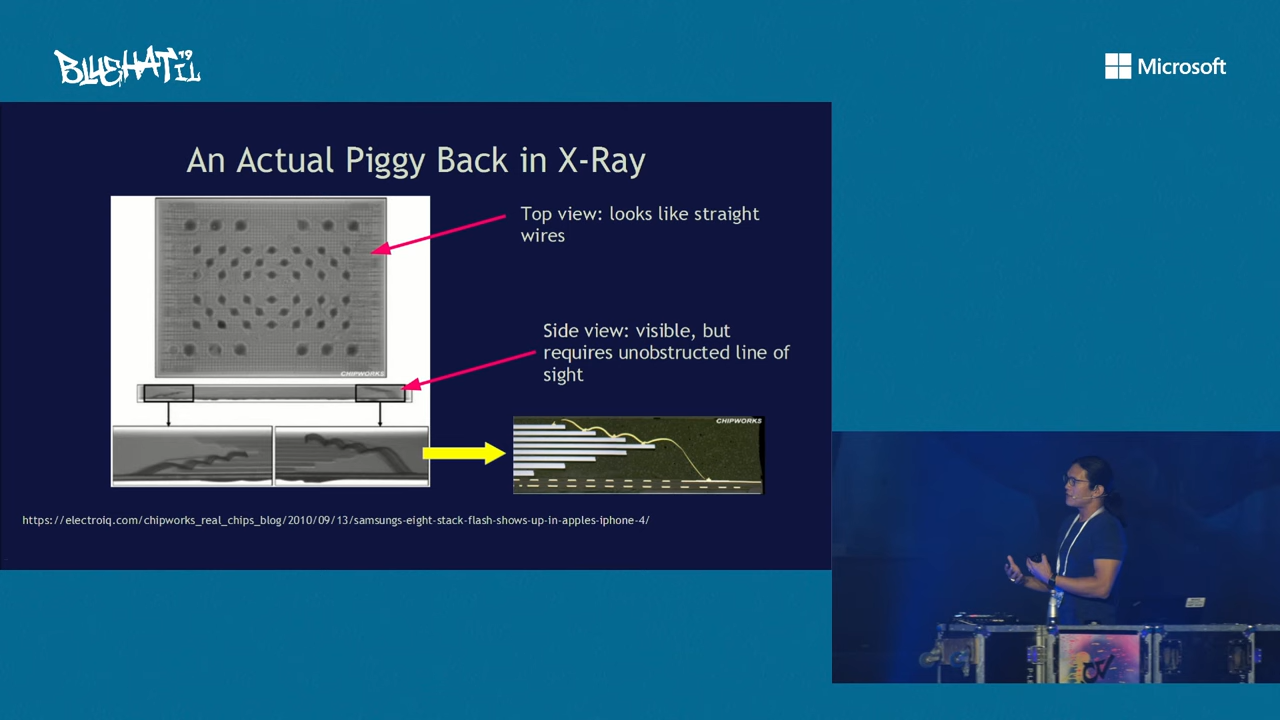 BLUEHAT IL '19
Microsoft
An Actual Piggy Back in X-Ray
Top view: looks like straight
wires
CHIPWORKS
Side view: visible, but
requires unobstructed line of
sight
CHIPWORKS
https://electroiq.com/chipworks_real_chips_blog/2010/09/13/samsungs-eight-stack-flash-shows-up-in-apples-iphone-4/